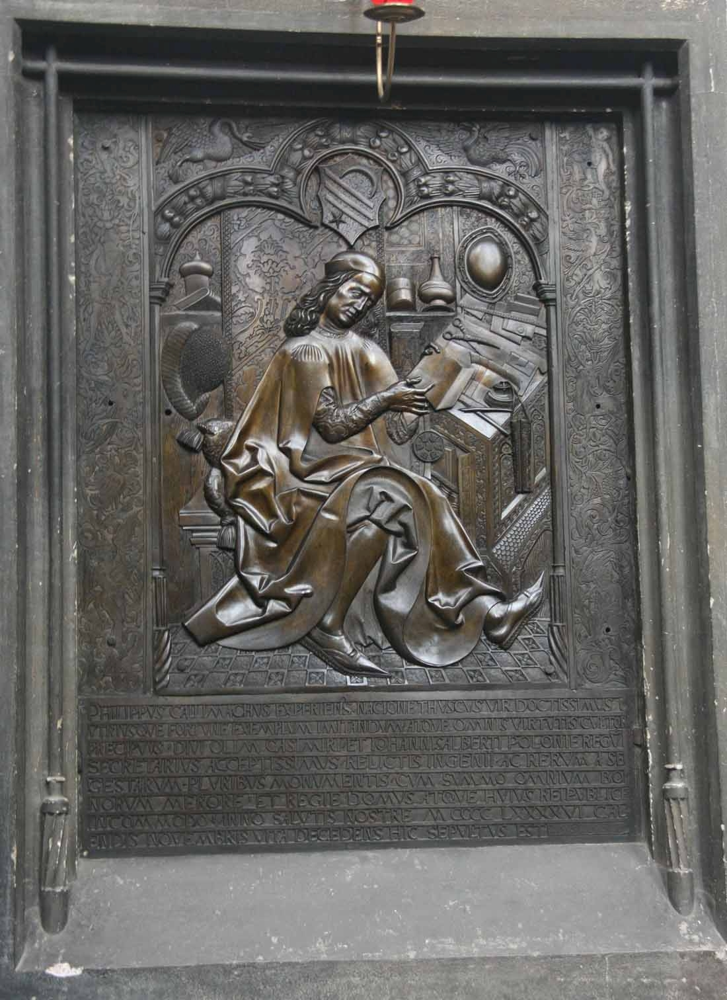 PHILIPPVS CALLIMACHVS EXPERIENS NACIONE THVSCVS VIR DOCTISSIMVS
VTRIVSQVE FORTVNE EXEMPLVM IMITANDVM ATQVE OMNIS VIRTVTIS CVLTOR
PRECIPVVS DIVI OLIM CASIMIRI ET IOHANNIS ALBERTI POLONIE REGVM
SECRETARIVS ACCEPTISSIMVS RELICTIS INGENII AC RERVM A SE
GESTARVM PLVRIBVS MONVMENTIS CVM SVMMO OMNIVM BO
NORVM MERORE ET REGIE DOMVS ATQVE HVIVS REIPVBLICE
INCOMMODO ANNO SALVTIS NOSTRE M CCCC LXXXXVI CAL
ENDIS NOVEMBRIS VITA DECEDENS HIC SEPVLTVS EST